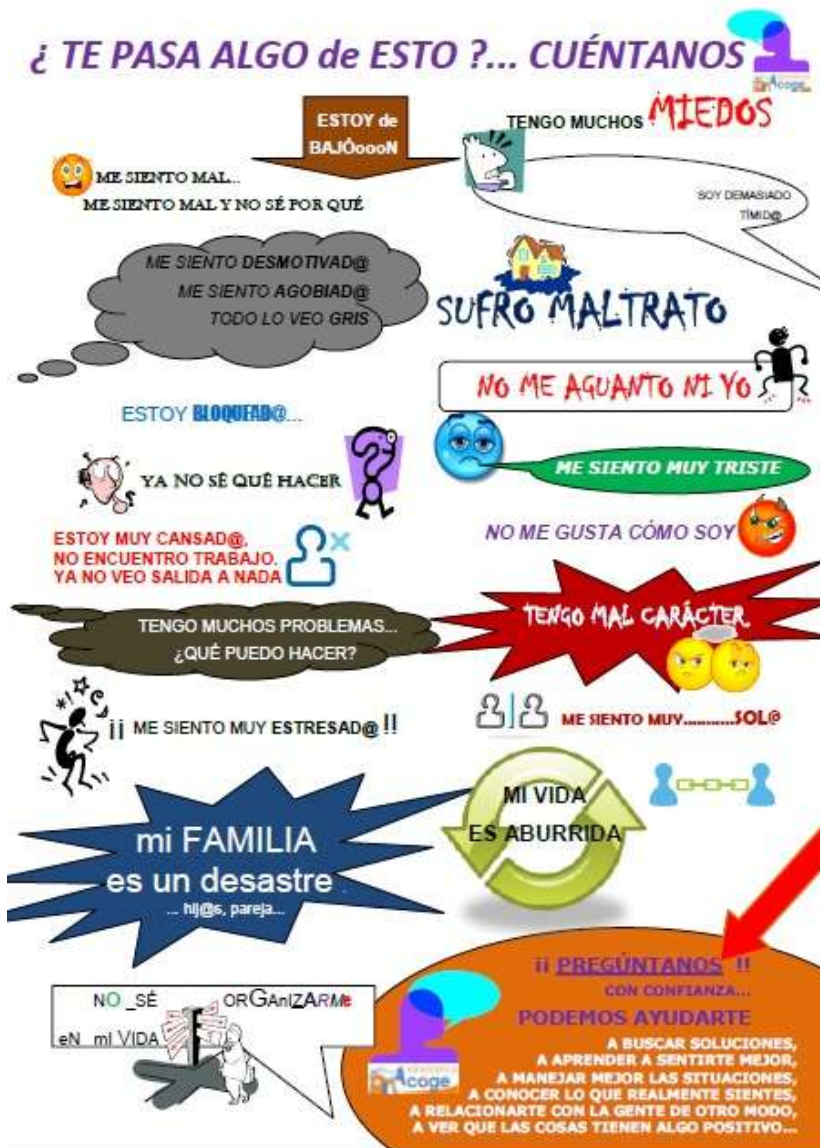 ¿ TE PASA ALGO de ESTO ?... CUÉNTANOS
Acoge
ESTOY de
BAJÔoooN
TENGO MUCHOS MIEDOS
ME SIENTO MAL...
ME SIENTO MAL Y NO SÉ POR QUÉ
SOY DEMASIADO
TÍMID@
ME SIENTO DESMOTIVAD@
ME SIENTO AGOBIAD@
TODO LO VEO GRIS
SUFRO MALTRATO
NO ME AGUANTO NI YO
ESTOY BLOQUEAD@...
ME SIENTO MUY TRISTE
YA NO SÉ QUÉ HACER
NO ME GUSTA CÓMO SOY
ESTOY MUY CANSAD@,
NO ENCUENTRO TRABAJO.
YA NO VEO SALIDA A NADA
TENGO MAL CARÁCTER
TENGO MUCHOS PROBLEMAS...
¿QUÉ PUEDO HACER?
¡¡ ME SIENTO MUY ESTRESAD@ !!
ME SIENTO MUY...........SOL@
MI VIDA
ES ABURRIDA
mi FAMILIA
es un desastre
... hij@s, pareja...
NO _SÉ ORGAnIZARMe
eN mI VIDA
¡¡ PREGÚNTANOS !!
CON CONFIANZA...
PODEMOS AYUDARTE
A BUSCAR SOLUCIONES,
A APRENDER A SENTIRTE MEJOR,
A MANEJAR MEJOR LAS SITUACIONES,
A CONOCER LO QUE REALMENTE SIENTES,
A RELACIONARTE CON LA GENTE DE OTRO MODO,
A VER QUE LAS COSAS TIENEN ALGO POSITIVO...
Acoge